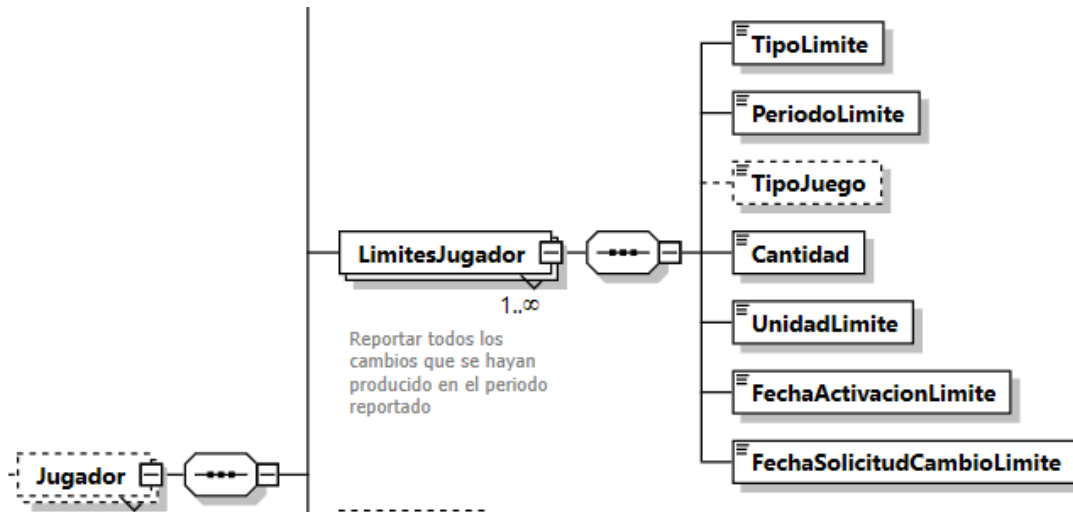 TipoLimite
PeriodoLimite
TipoJuego
LimitesJugador
Cantidad
1..∞
UnidadLimite
Reportar todos los
cambios que se hayan
producido en el periodo
reportado
FechaActivacionLimite
FechaSolicitudCambioLimite
Jugador